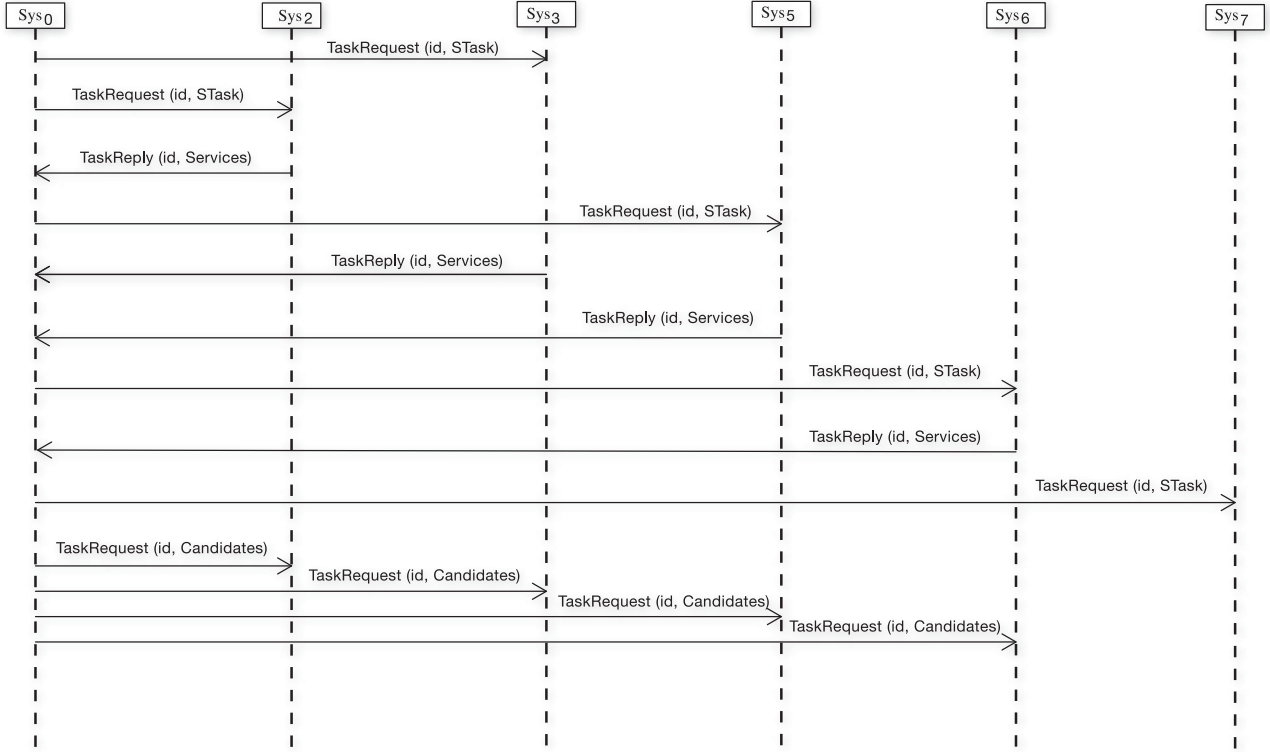 Sys0 Sys2 Sys3 Sys5 Sys6 Sys7
TaskRequest (id, STask)
TaskRequest (id, STask)
TaskReply (id, Services)
TaskRequest (id, STask)
TaskReply (id, Services)
TaskReply (id, Services)
TaskRequest (id, STask)
TaskReply (id, Services)
TaskRequest (id, STask)
TaskRequest (id, Candidates)
TaskRequest (id, Candidates)
TaskRequest (id, Candidates)
TaskRequest (id, Candidates)